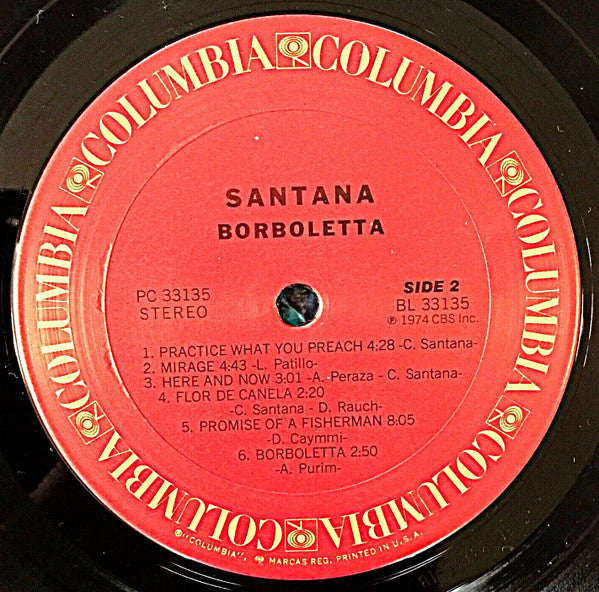 COLUMBIA COLUMBIA COLUMBIA COLUMBIA COLUMBIA COLUMBIA
SANTANA
BORBOLETTA
PC 33135
STEREO
SIDE 2
BL 33135
℗ 1974 CBS Inc.
1. PRACTICE WHAT YOU PREACH 4:28 -C. Santana-
2. MIRAGE 4:43 -L. Patillo-
3. HERE AND NOW 3:01 -A. Peraza - C. Santana-
4. FLOR DE CANELA 2:20
-C. Santana - D. Rauch-
5. PROMISE OF A FISHERMAN 8:05
-D. Caymmi-
6. BORBOLETTA 2:50
-A. Purim-
®"COLUMBIA", MARCAS REG. PRINTED IN U.S.A.